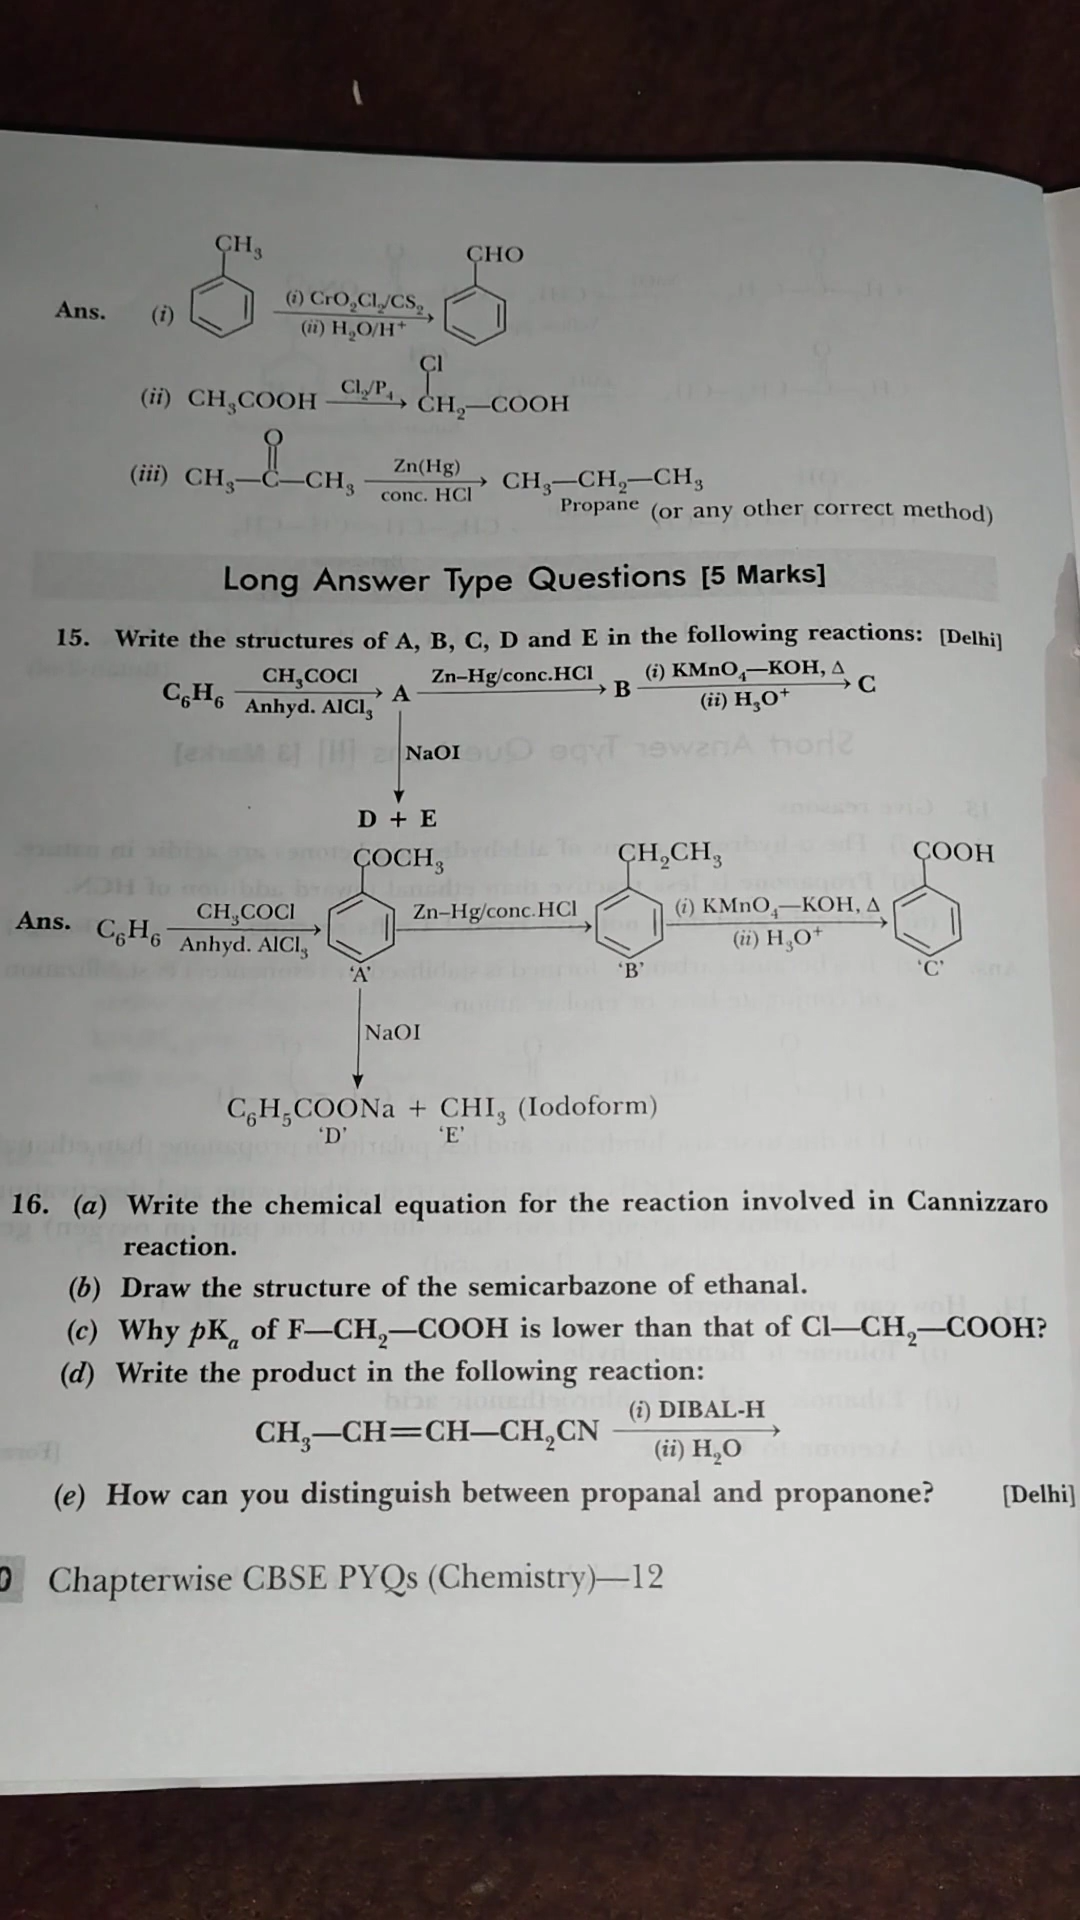 CH₃
CHO
Ans. (i) (i) CrO₂Cl₂/CS₂
(ii) H₂O/H⁺
Cl
(ii) CH₃COOH Cl₂/P₄ → CH₂—COOH
O
(iii) CH₃—C—CH₃ Zn(Hg) → CH₃—CH₂—CH₃
conc. HCl
Propane (or any other correct method)
Long Answer Type Questions [5 Marks]
15. Write the structures of A, B, C, D and E in the following reactions: [Delhi]
C₆H₆ CH₃COCl → A Zn–Hg/conc.HCl → B (i) KMnO₄—KOH, Δ → C
Anhyd. AlCl₃ (ii) H₃O⁺
NaOI
D + E
COCH₃ CH₂CH₃ COOH
Ans. C₆H₆ CH₃COCl → Zn–Hg/conc.HCl → (i) KMnO₄—KOH, Δ →
Anhyd. AlCl₃ (ii) H₃O⁺
‘A’ ‘B’ ‘C’
NaOI
C₆H₅COONa + CHI₃ (Iodoform)
‘D’ ‘E’
16. (a) Write the chemical equation for the reaction involved in Cannizzaro
reaction.
(b) Draw the structure of the semicarbazone of ethanal.
(c) Why pKₐ of F—CH₂—COOH is lower than that of Cl—CH₂—COOH?
(d) Write the product in the following reaction:
CH₃—CH=CH—CH₂CN (i) DIBAL-H →
(ii) H₂O
(e) How can you distinguish between propanal and propanone? [Delhi]
Chapterwise CBSE PYQs (Chemistry)—12